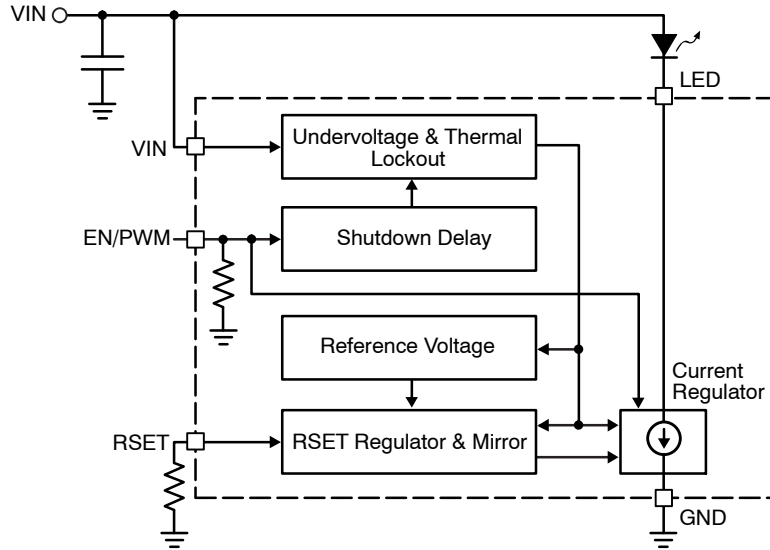 VIN
LED
VIN
Undervoltage & Thermal
Lockout
EN/PWM
Shutdown Delay
Reference Voltage
Current
Regulator
RSET
RSET Regulator & Mirror
GND